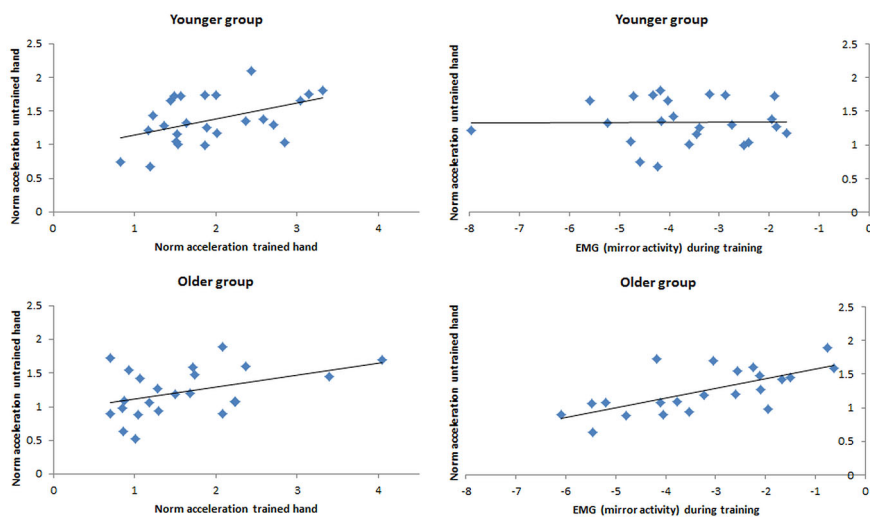 Younger group
Norm acceleration untrained hand
2.5
2
1.5
1
0.5
0
0 1 2 3 4
Norm acceleration trained hand
Younger group
Norm acceleration untrained hand
2.5
2
1.5
1
0.5
0
-8 -7 -6 -5 -4 -3 -2 -1 0
EMG (mirror activity) during training
Older group
Norm acceleration untrained hand
2.5
2
1.5
1
0.5
0
0 1 2 3 4
Norm acceleration trained hand
Older group
Norm acceleration untrained hand
2.5
2
1.5
1
0.5
0
-8 -7 -6 -5 -4 -3 -2 -1 0
EMG (mirror activity) during training